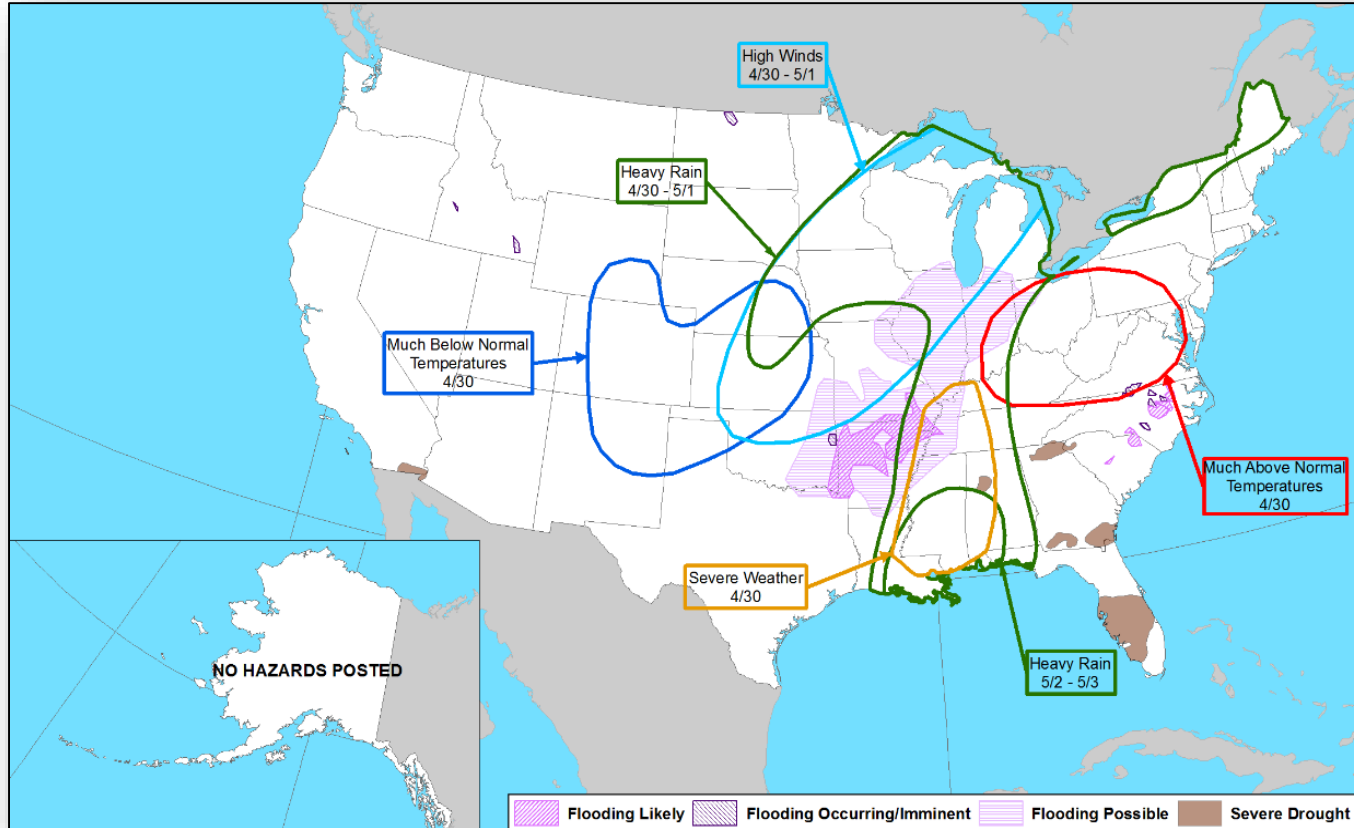 High Winds
4/30 - 5/1
Heavy Rain
4/30 - 5/1
Much Below Normal
Temperatures
4/30
Much Above Normal
Temperatures
4/30
Severe Weather
4/30
Heavy Rain
5/2 - 5/3
NO HAZARDS POSTED
Flooding Likely
Flooding Occurring/Imminent
Flooding Possible
Severe Drought